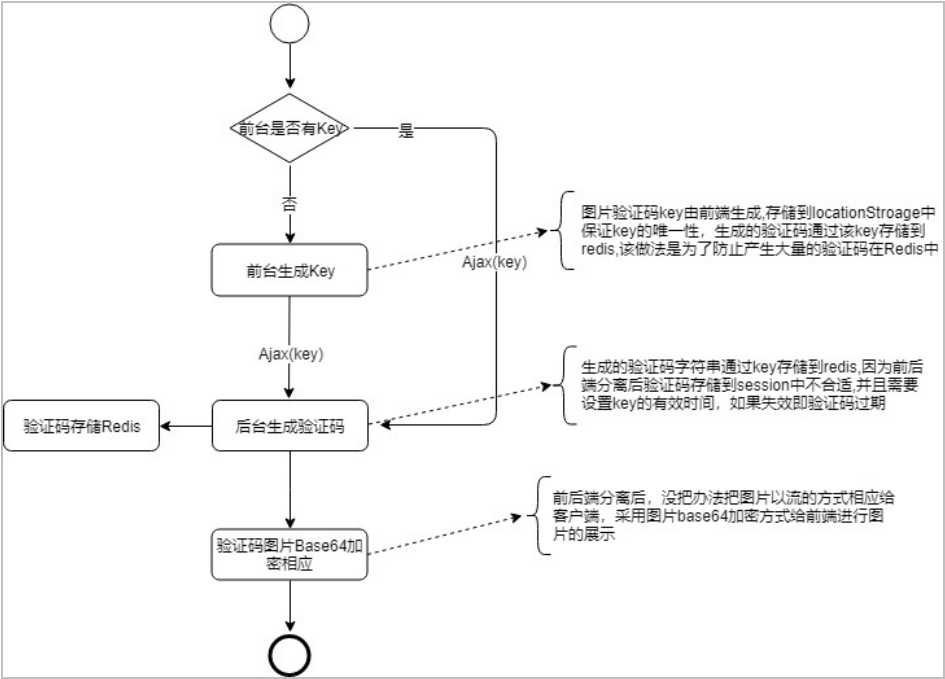 前台是否有Key
是
否
图片验证码key由前端生成,存储到locationStroage中
保证key的唯一性，生成的验证码通过该key存储到
redis,该做法是为了防止产生大量的验证码在Redis中
前台生成Key
Ajax(key)
Ajax(key)
生成的验证码字符串通过key存储到redis,因为前后
端分离后验证码存储到session中不合适,并且需要
设置key的有效时间，如果失效即验证码过期
验证码存储Redis
后台生成验证码
前后端分离后，没把办法把图片以流的方式相应给
客户端，采用图片base64加密方式给前端进行图
片的展示
验证码图片Base64加
密相应